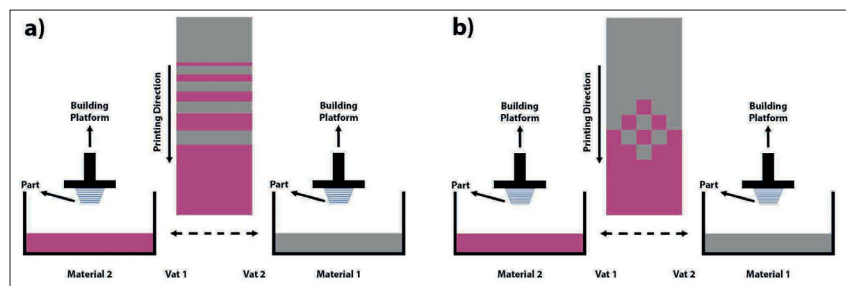 a)
Printing Direction
Building
Platform
Building
Platform
Part
Part
Material 2
Vat 1
Vat 2
Material 1
b)
Printing Direction
Building
Platform
Building
Platform
Part
Part
Material 2
Vat 1
Vat 2
Material 1